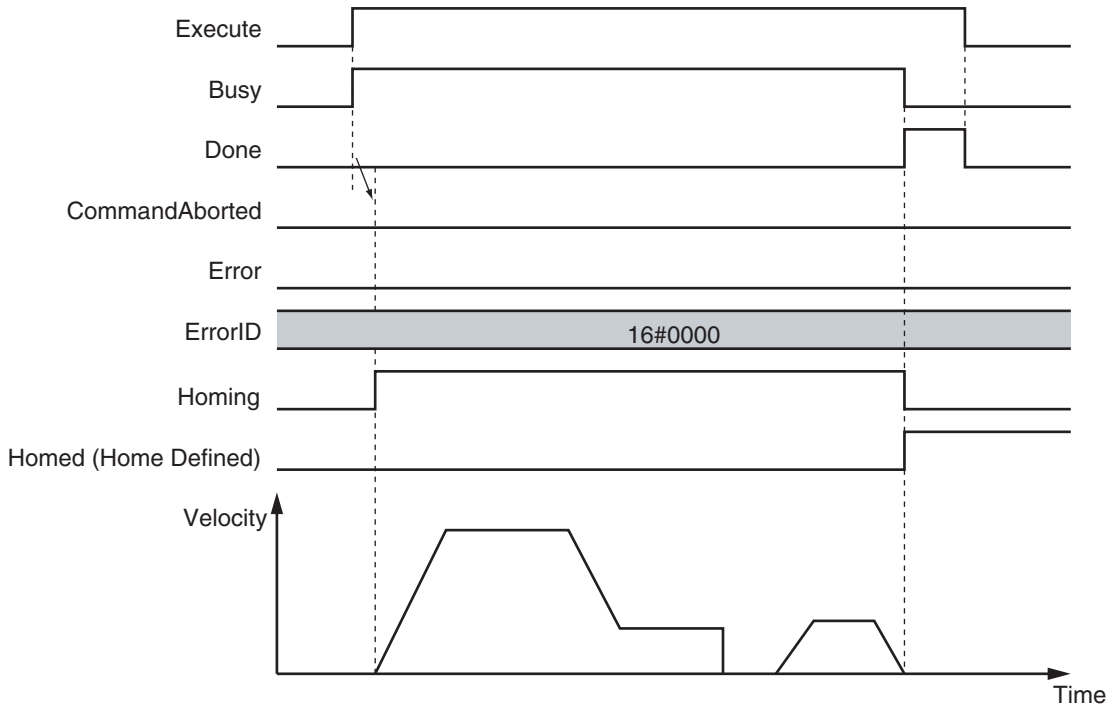 Execute
Busy
Done
CommandAborted
Error
ErrorID
16#0000
Homing
Homed (Home Defined)
Velocity
Time